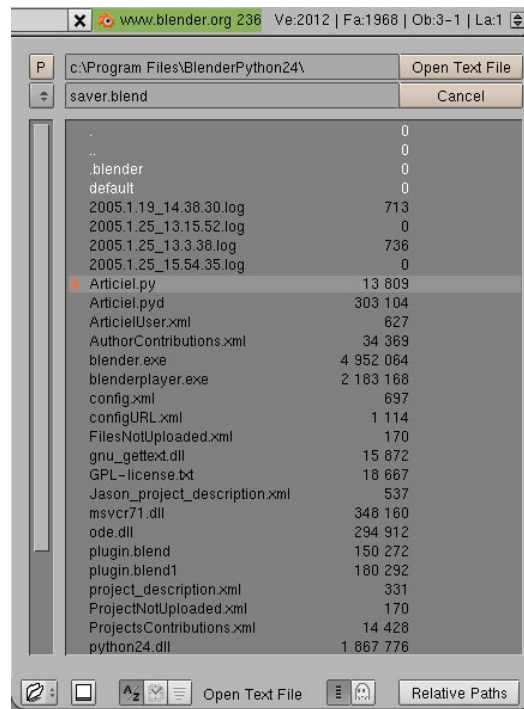 www.blender.org 236 Ve:2012 | Fa:1968 | Ob:3-1 | La:1
P c:\Program Files\BlenderPython24\ Open Text File
saver.blend Cancel
. 0
.. 0
.blender 0
default 0
2005.1.19_14.38.30.log 713
2005.1.25_13.15.52.log 0
2005.1.25_13.3.38.log 736
2005.1.25_15.54.35.log 0
Articiel.py 13 809
Articiel.pyd 303 104
ArticielUser.xml 627
AuthorContributions.xml 34 369
blender.exe 4 952 064
blenderplayer.exe 2 183 168
config.xml 697
configURL.xml 1 114
FilesNotUploaded.xml 170
gnu_gettext.dll 15 872
GPL-license.txt 18 667
Jason_project_description.xml 537
msvcr71.dll 348 160
ode.dll 294 912
plugin.blend 150 272
plugin.blend1 180 292
project_description.xml 331
ProjectNotUploaded.xml 170
ProjectsContributions.xml 14 428
python24.dll 1 867 776
Open Text File Relative Paths